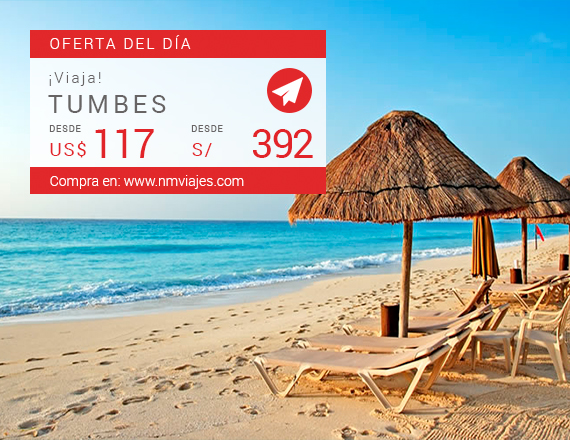 OFERTA DEL DÍA
¡Viaja!
TUMBES
DESDE DESDE
US$ 117 S/ 392
Compra en: www.nmviajes.com